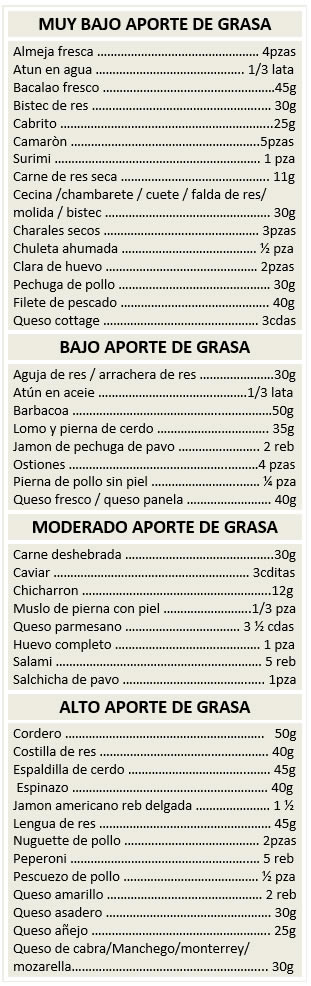 MUY BAJO APORTE DE GRASA
Almeja fresca ........................................ 4pzas
Atun en agua .................................... 1/3 lata
Bacalao fresco ..........................................45g
Bistec de res ........................................... 30g
Cabrito ....................................................25g
Camaròn ................................................5pzas
Surimi ................................................... 1 pza
Carne de res seca ................................... 11g
Cecina /chambarete / cuete / falda de res/
molida / bistec ........................................ 30g
Charales secos ...................................... 3pzas
Chuleta ahumada ................................. ½ pza
Clara de huevo ...................................... 2pzas
Pechuga de pollo ..................................... 30g
Filete de pescado .................................... 40g
Queso cottage ...................................... 3cdas
BAJO APORTE DE GRASA
Aguja de res / arrachera de res ..................30g
Atún en aceie ....................................1/3 lata
Barbacoa .................................................50g
Lomo y pierna de cerdo ........................... 35g
Jamon de pechuga de pavo .................... 2 reb
Ostiones ..............................................4 pzas
Pierna de pollo sin piel .......................... ¼ pza
Queso fresco / queso panela .................... 40g
MODERADO APORTE DE GRASA
Carne deshebrada ....................................30g
Caviar ................................................ 3cditas
Chicharron ...............................................12g
Muslo de pierna con piel .....................1/3 pza
Queso parmesano ............................ 3 ½ cdas
Huevo completo ................................... 1 pza
Salami .................................................. 5 reb
Salchicha de pavo ................................... 1pza
ALTO APORTE DE GRASA
Cordero ................................................ 50g
Costilla de res ......................................... 40g
Espaldilla de cerdo .................................. 45g
Espinazo ................................................ 40g
Jamon americano reb delgada .................. 1 ½
Lengua de res .......................................... 45g
Nuguette de pollo .................................. 2pzas
Peperoni ................................................ 5 reb
Pescuezo de pollo .................................. ½ pza
Queso amarillo ...................................... 2 reb
Queso asadero ........................................ 30g
Queso añejo ............................................ 25g
Queso de cabra/Manchego/monterrey/
mozarella................................................ 30g